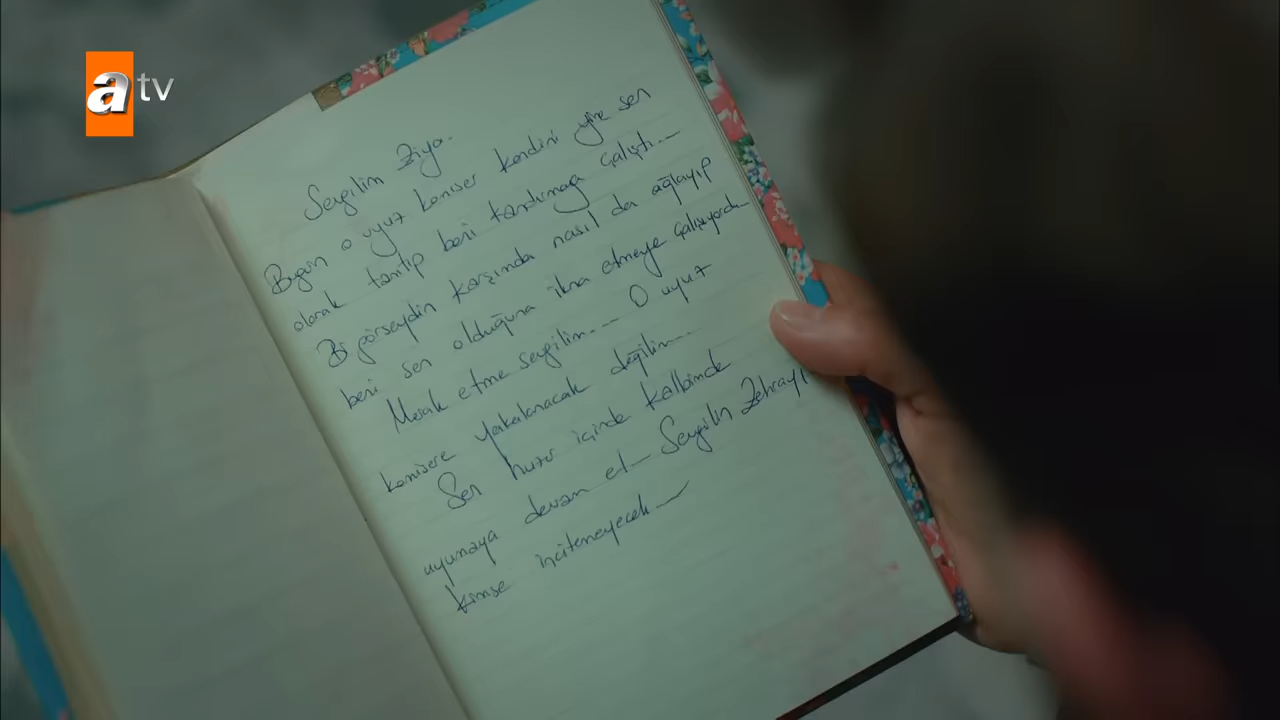 atv
Sevgilim Ziya.
Bugün o uyuz komiser kendini yine sen
olarak tanıtıp beni kandırmaya çalıştı...
Bi görseydin karşımda nasıl da ağlayıp
beni sen olduğuna ikna etmeye çalışıyordu...
Merak etme sevgilim... O uyuz
komisere yakalanacak değilim...
Sen huzur içinde kalbimde
uyumaya devam et... Sevgilin Zehrayı
kimse incitemeyecek...